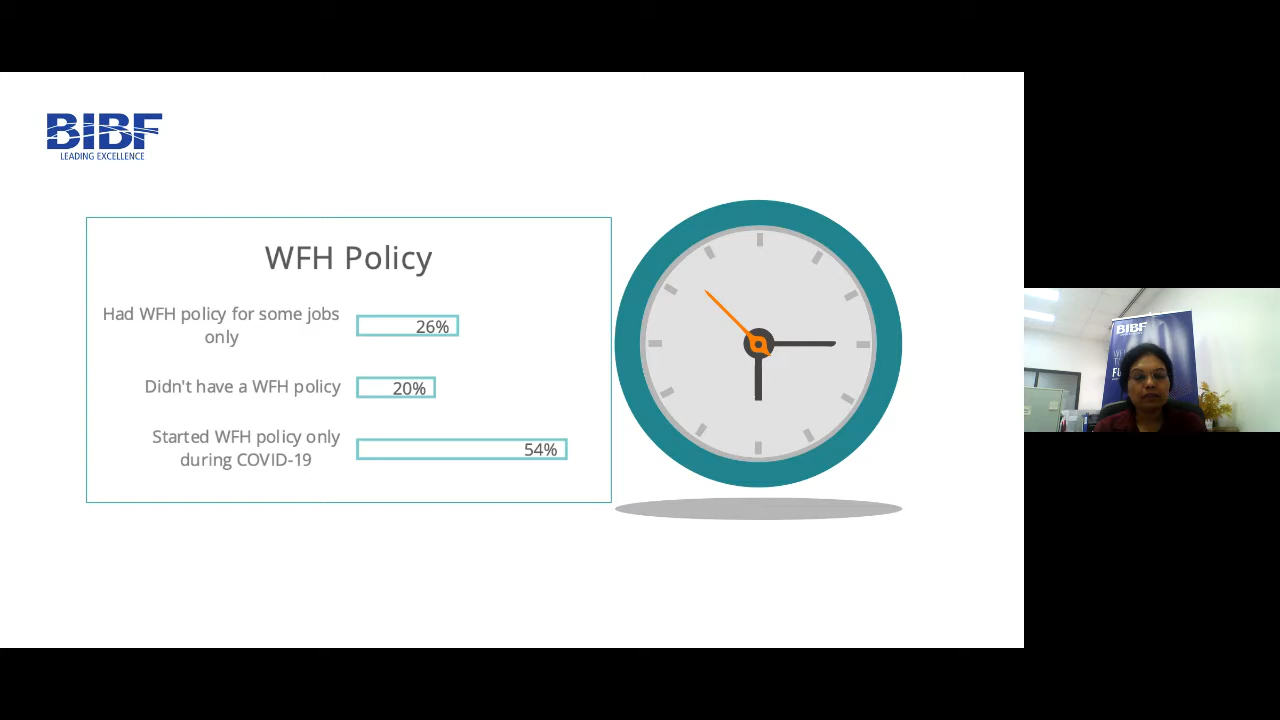 BIBF
LEADING EXCELLENCE
WFH Policy
Had WFH policy for some jobs
only
26%
Didn't have a WFH policy
20%
Started WFH policy only
during COVID-19
54%
BIBF